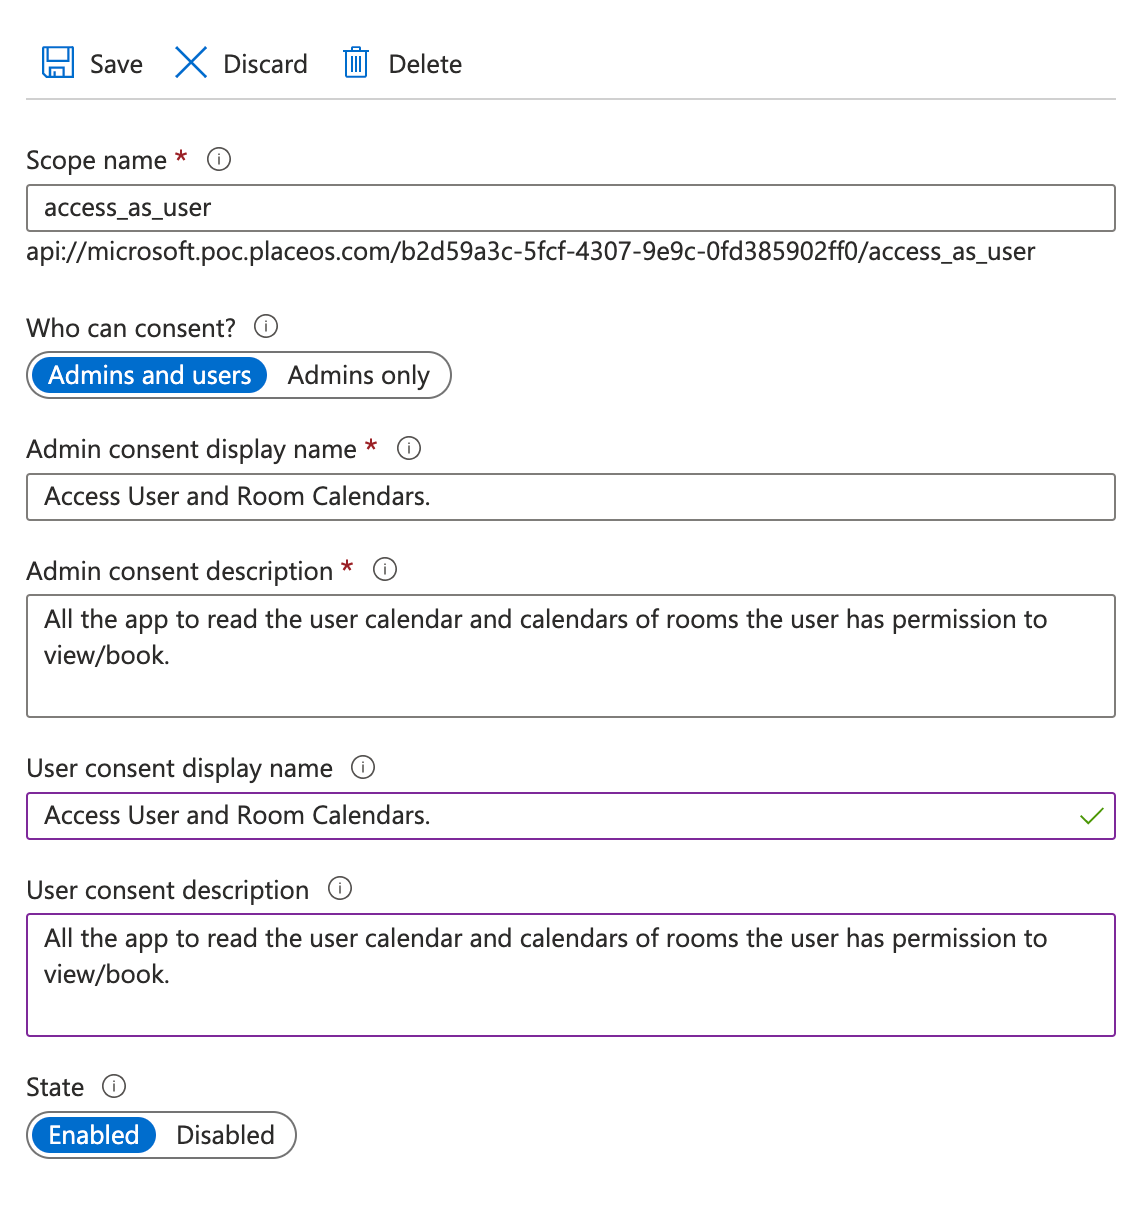 Save Discard Delete
Scope name *
access_as_user
api://microsoft.poc.placeos.com/b2d59a3c-5fcf-4307-9e9c-0fd385902ff0/access_as_user
Who can consent?
Admins and users Admins only
Admin consent display name *
Access User and Room Calendars.
Admin consent description *
All the app to read the user calendar and calendars of rooms the user has permission to
view/book.
User consent display name
Access User and Room Calendars.
User consent description
All the app to read the user calendar and calendars of rooms the user has permission to
view/book.
State
Enabled Disabled